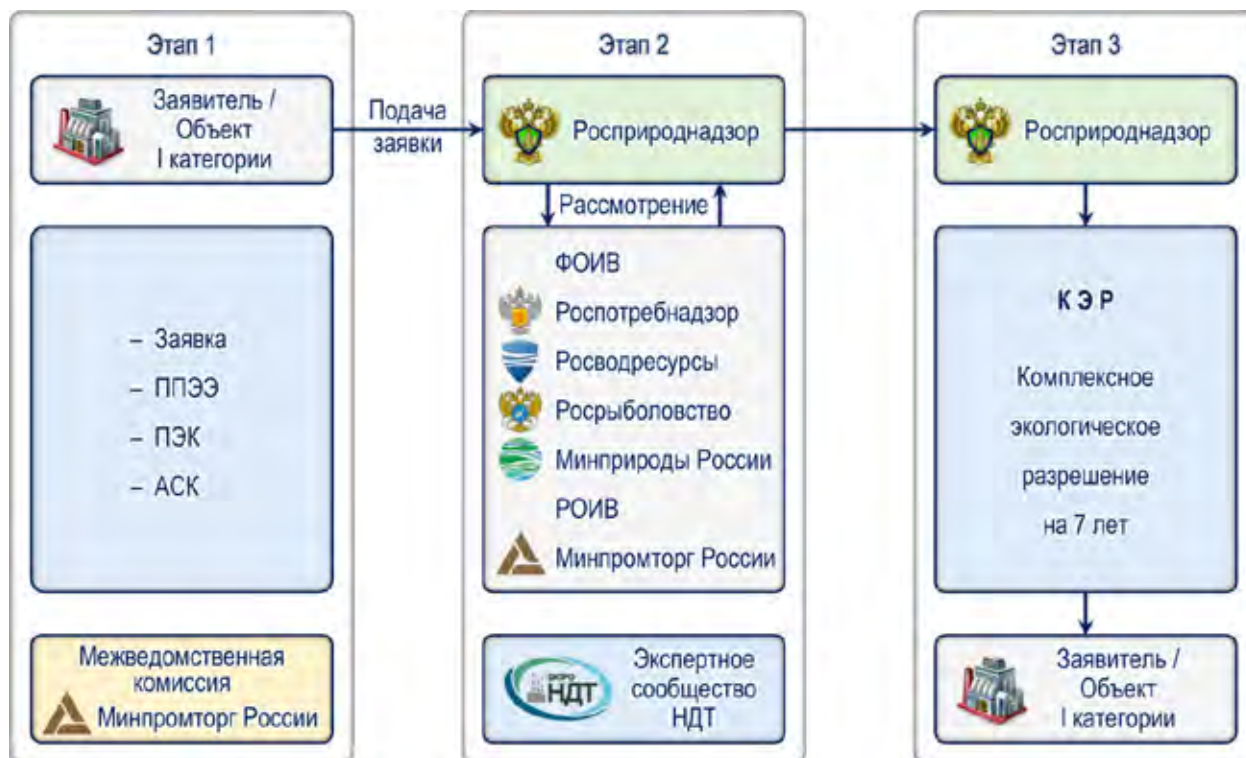 Этап 1
Заявитель /
Объект
I категории
– Заявка
– ППЭЭ
– ПЭК
– АСК
Межведомственная
комиссия
Минпромторг России
Подача
заявки
Этап 2
Росприроднадзор
Рассмотрение
ФОИВ
Роспотребнадзор
Росводресурсы
Росрыболовство
Минприроды России
РОИВ
Минпромторг России
БЮРО
НДТ
Экспертное
сообщество
НДТ
Этап 3
Росприроднадзор
К Э Р
Комплексное
экологическое
разрешение
на 7 лет
Заявитель /
Объект
I категории